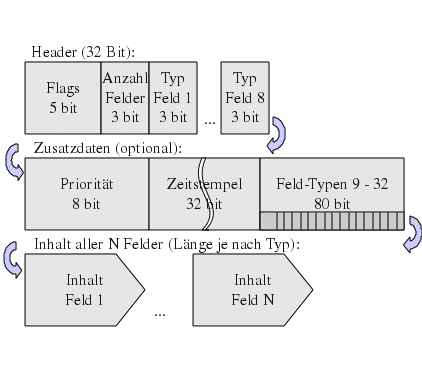 Header (32 Bit):
Flags
5 bit
Anzahl
Felder
3 bit
Typ
Feld 1
3 bit
...
Typ
Feld 8
3 bit
Zusatzdaten (optional):
Priorität
8 bit
Zeitstempel
32 bit
Feld-Typen 9 - 32
80 bit
Inhalt aller N Felder (Länge je nach Typ):
Inhalt
Feld 1
...
Inhalt
Feld N